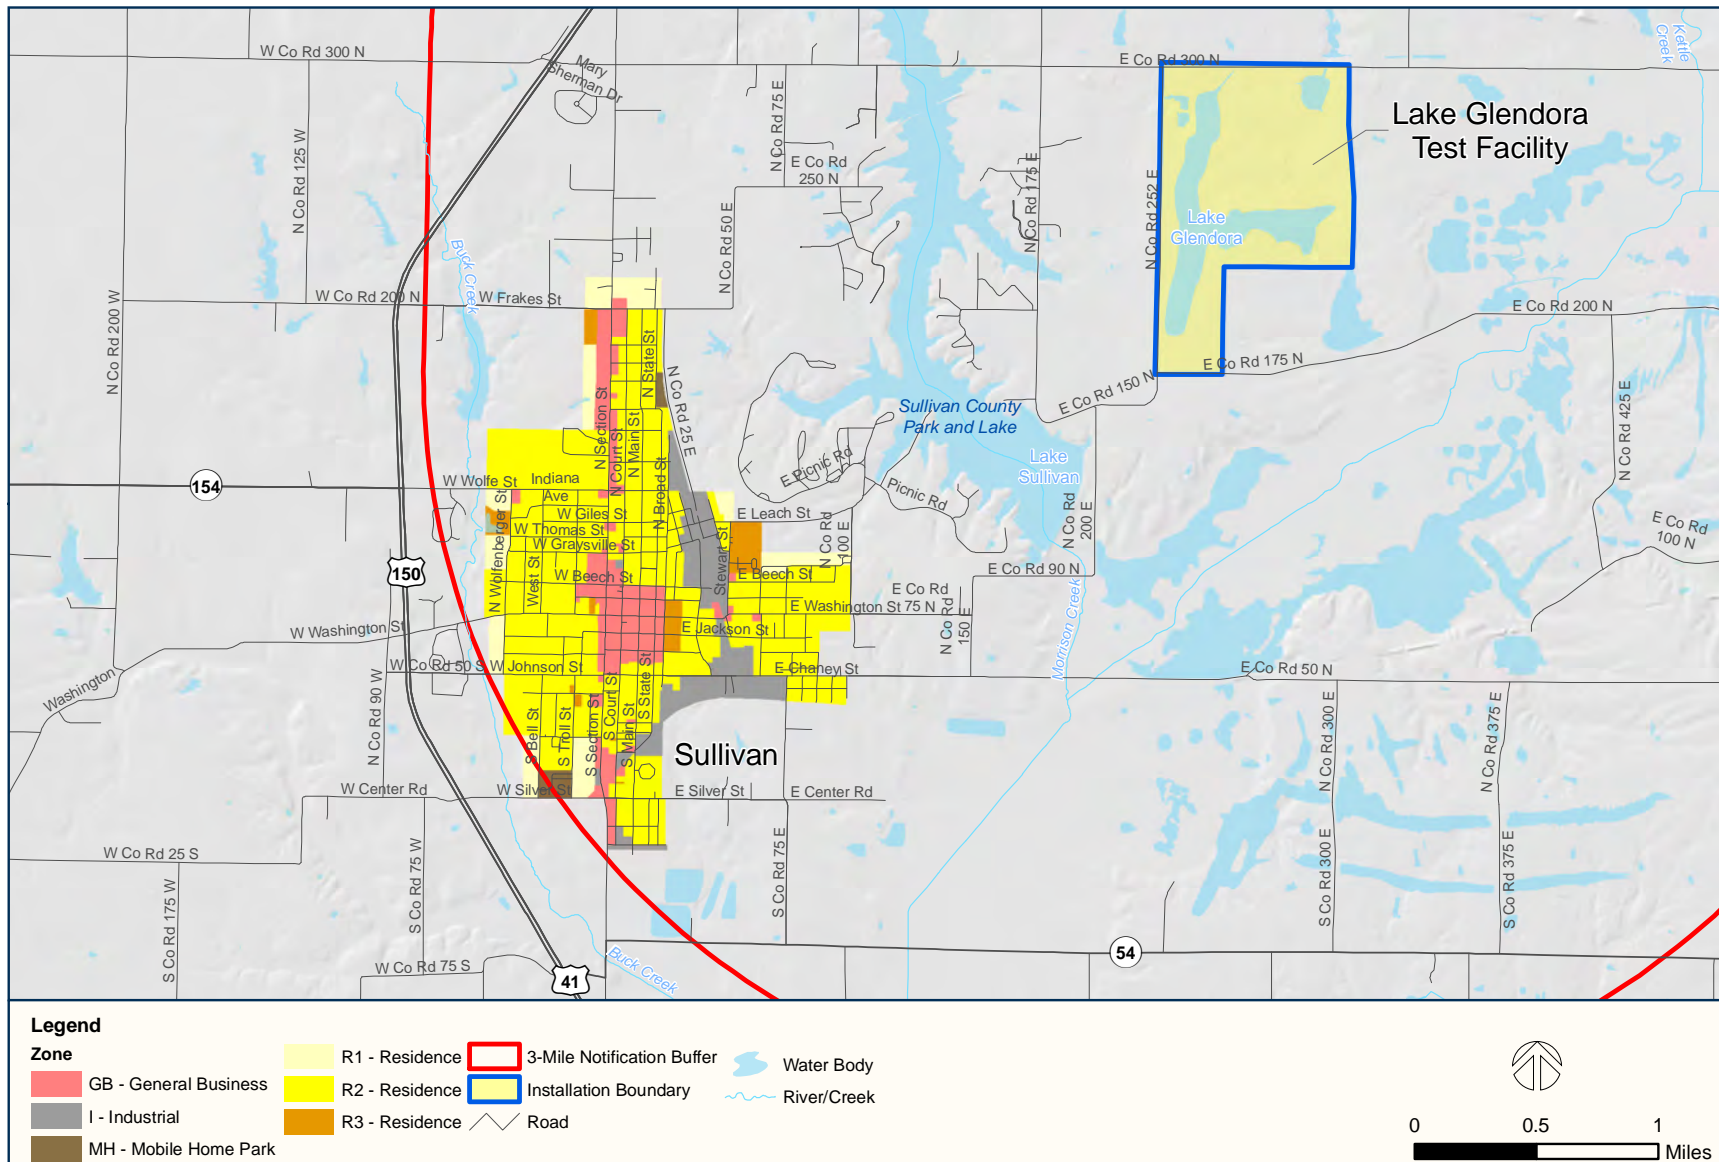 W Co Rd 300 N
Mary
Sherman Dr
N Co Rd 75 E
E Co Rd 300 N
Kettle
Creek
Lake Glendora
Test Facility
N Co Rd 125 W
E Co Rd
250 N
N Co Rd 175 E
N Co Rd 252 E
Lake
Glendora
N Co Rd 50 E
Buck Creek
W Co Rd 200 N
W Frakes St
E Co Rd 200 N
N Co Rd 200 W
N State St
E Co Rd 175 N
E Co Rd 150 N
N Co Rd 25 E
N Section St
N Court St
N Main St
Sullivan County
Park and Lake
N Co Rd 425 E
E Picnic Rd
Lake
Sullivan
Picnic Rd
154
W Wolfe St
Indiana
Ave
N Broad St
W Giles St
E Leach St
N Co Rd
100 E
N Co Rd
200 E
E Co Rd
100 N
N Wolfenberger St
W Thomas St
W Graysville St
Stewart St
150
West St
W Beech St
E Beech St
E Co Rd 90 N
E Co Rd
75 N
E Washington St
N Co Rd
150 E
Morrison Creek
W Washington St
E Jackson St
W Co Rd 50 S
W Johnson St
E Chaney St
E Co Rd 50 N
Washington
N Co Rd 90 W
S Bell St
S Troll St
S Section St
S Court St
S Main St
S State St
Sullivan
N Co Rd 300 E
N Co Rd 375 E
W Center Rd
W Silver St
E Silver St
E Center Rd
W Co Rd 25 S
S Co Rd 175 W
S Co Rd 75 W
S Co Rd 75 E
S Co Rd 300 E
S Co Rd 375 E
W Co Rd 75 S
41
Buck Creek
54
Legend
Zone
GB - General Business
I - Industrial
MH - Mobile Home Park
R1 - Residence
R2 - Residence
R3 - Residence
3-Mile Notification Buffer
Installation Boundary
Road
Water Body
River/Creek
0 0.5 1
Miles